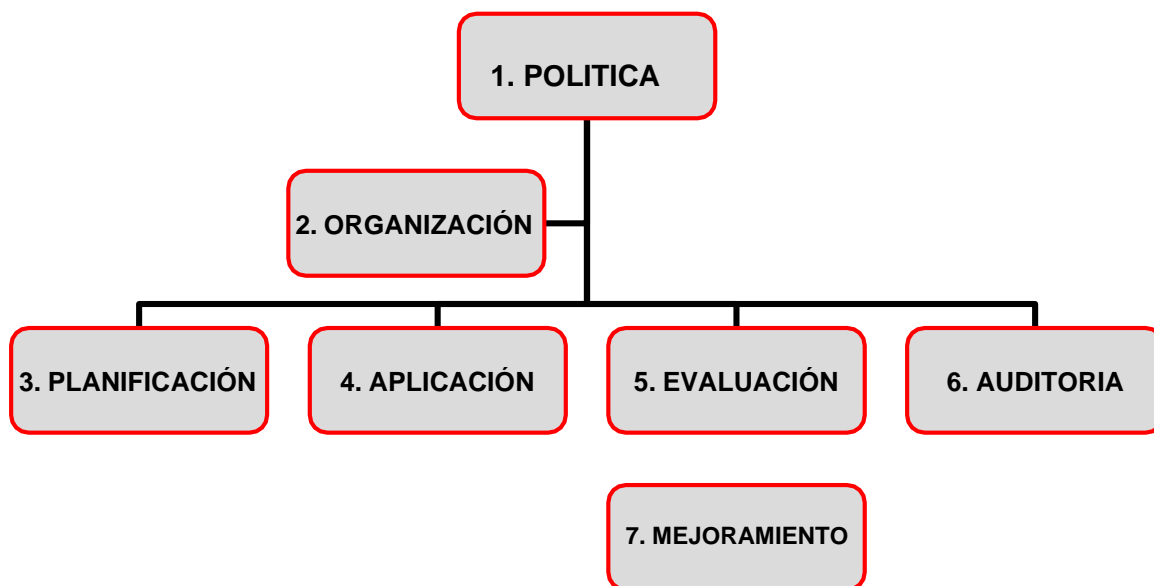 1. POLITICA
2. ORGANIZACIÓN
3. PLANIFICACIÓN
4. APLICACIÓN
5. EVALUACIÓN
6. AUDITORIA
7. MEJORAMIENTO